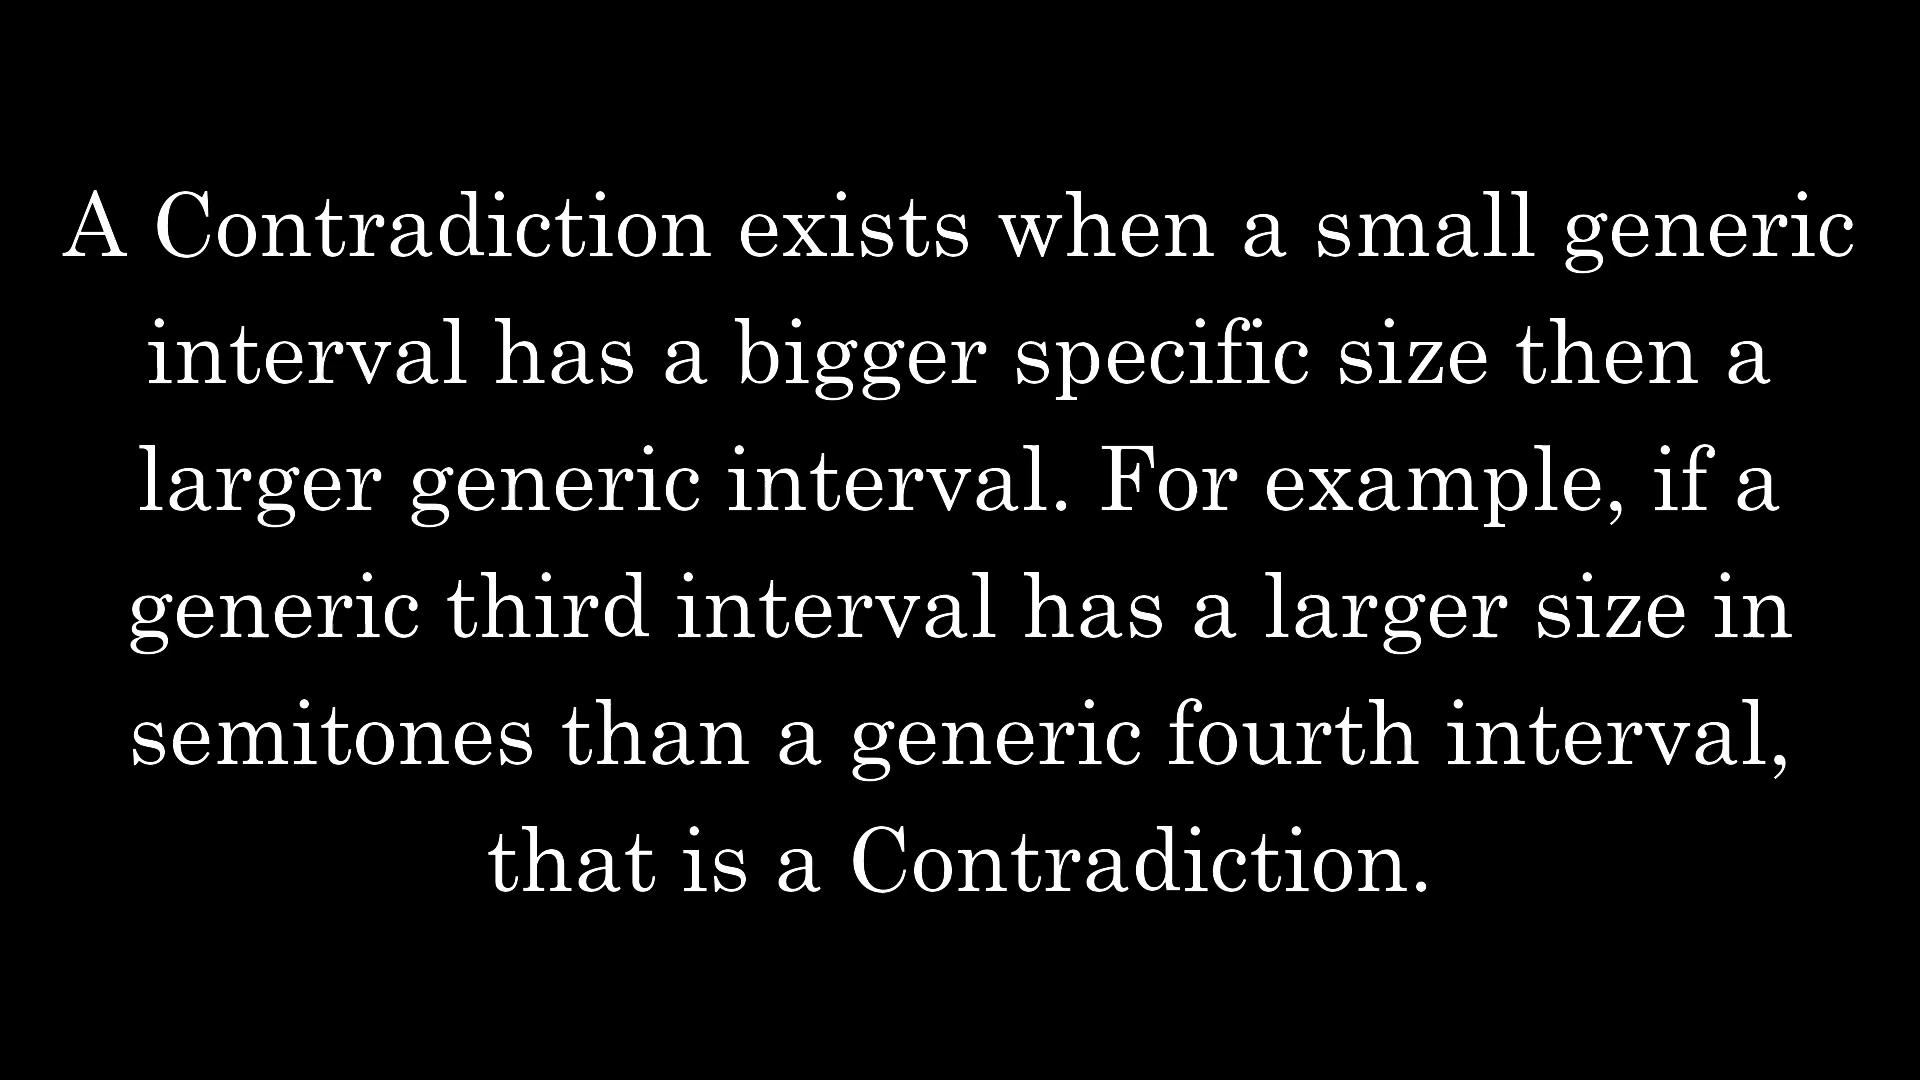 A Contradiction exists when a small generic
interval has a bigger specific size then a
larger generic interval. For example, if a
generic third interval has a larger size in
semitones than a generic fourth interval,
that is a Contradiction.